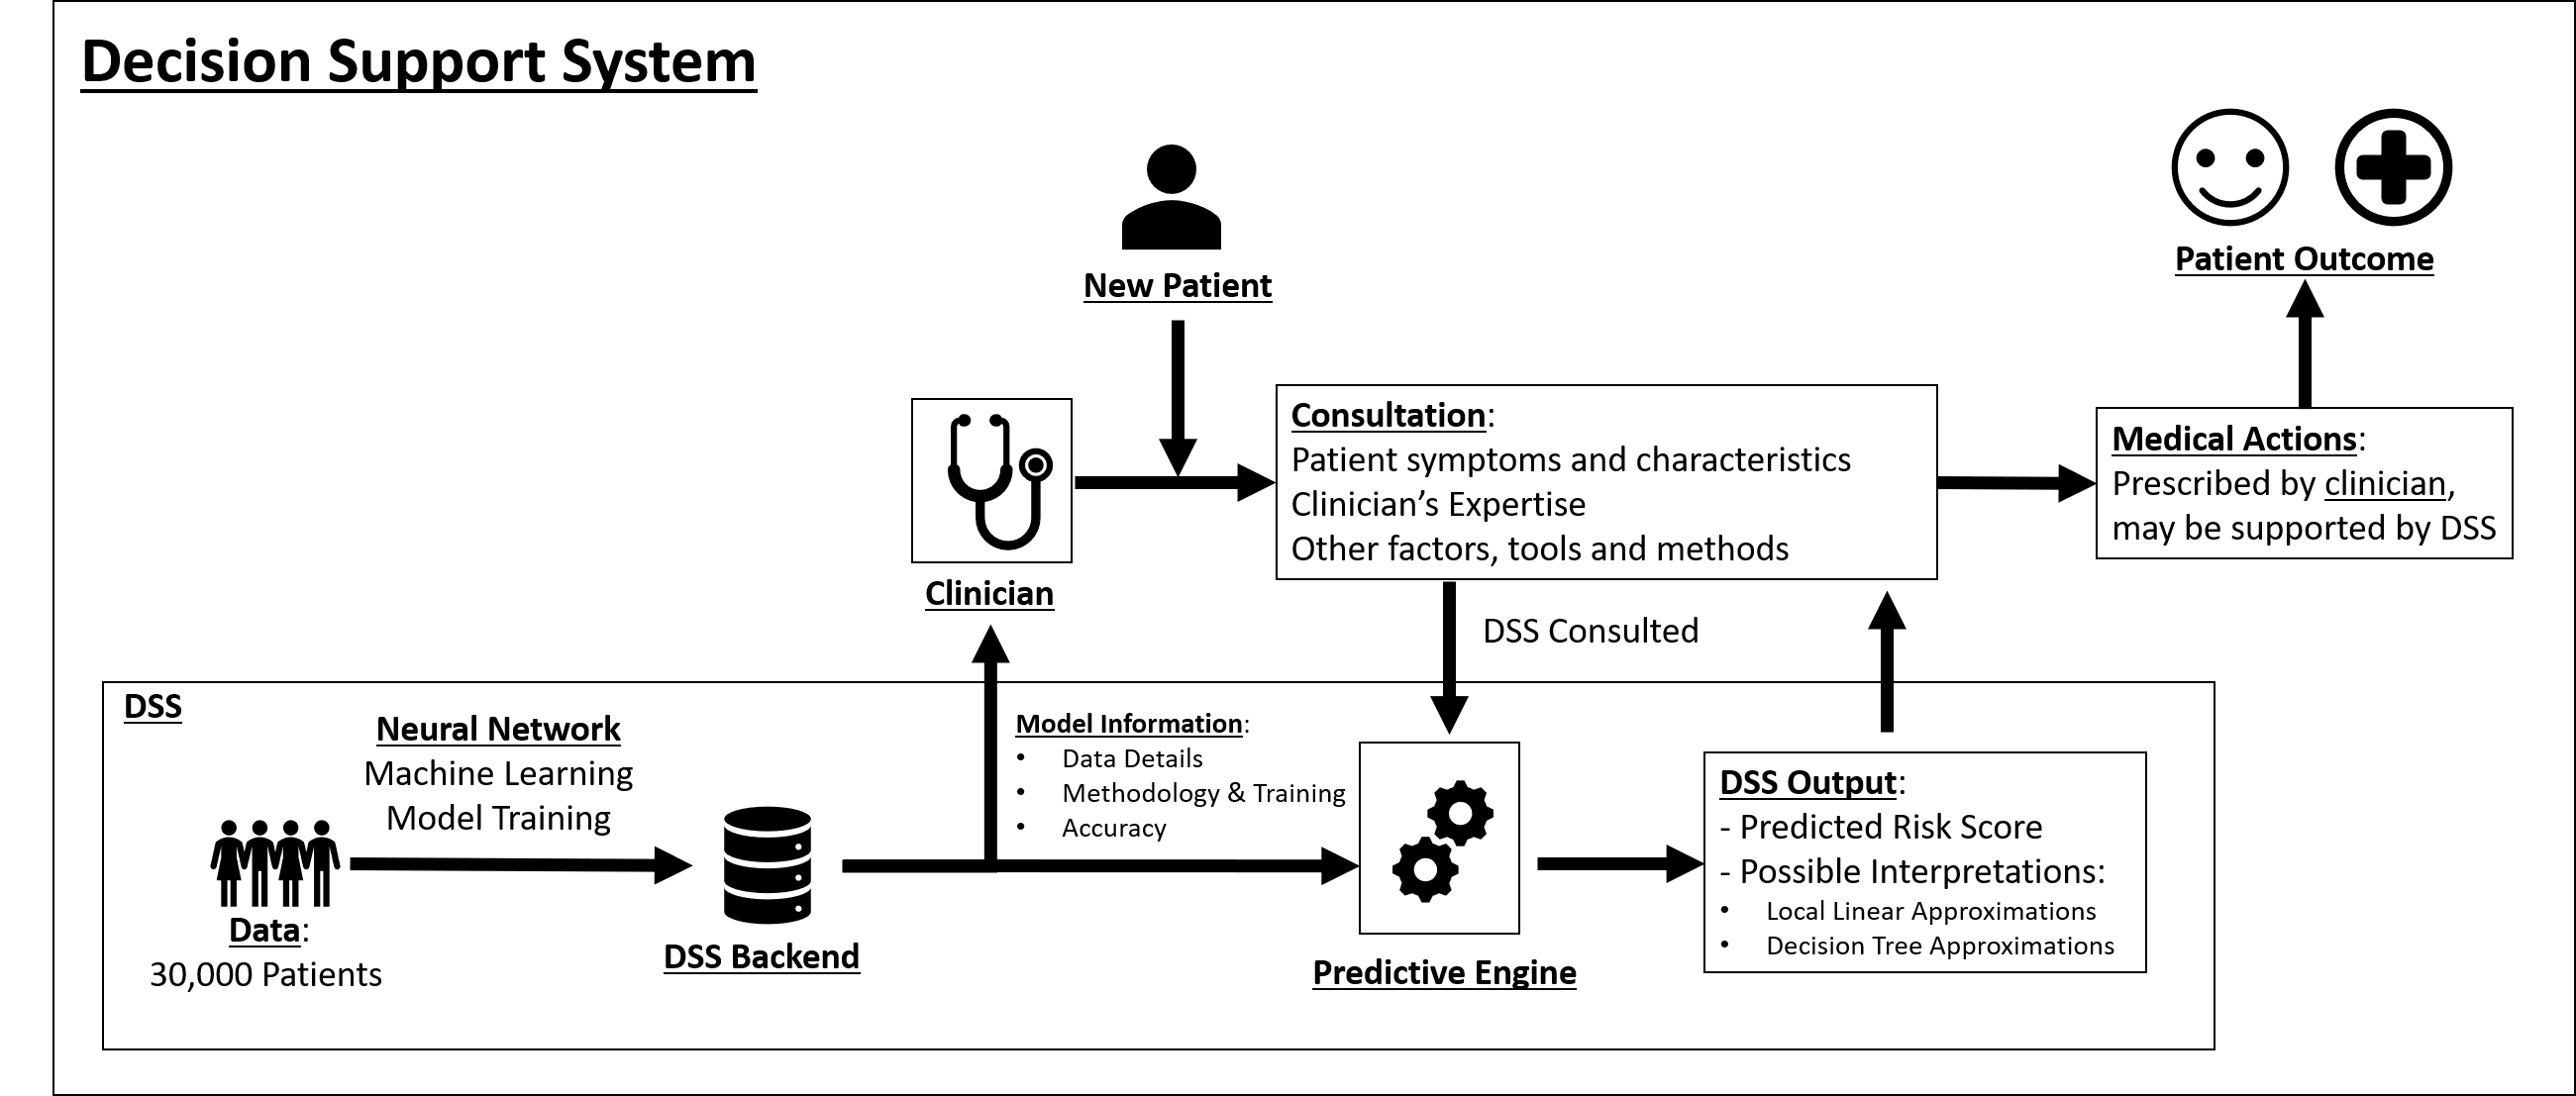 Decision Support System
New Patient
Patient Outcome
Clinician
Consultation:
Patient symptoms and characteristics
Clinician’s Expertise
Other factors, tools and methods
Medical Actions:
Prescribed by clinician,
may be supported by DSS
DSS Consulted
DSS
Neural Network
Machine Learning
Model Training
Data:
30,000 Patients
DSS Backend
Model Information:
• Data Details
• Methodology & Training
• Accuracy
Predictive Engine
DSS Output:
- Predicted Risk Score
- Possible Interpretations:
• Local Linear Approximations
• Decision Tree Approximations